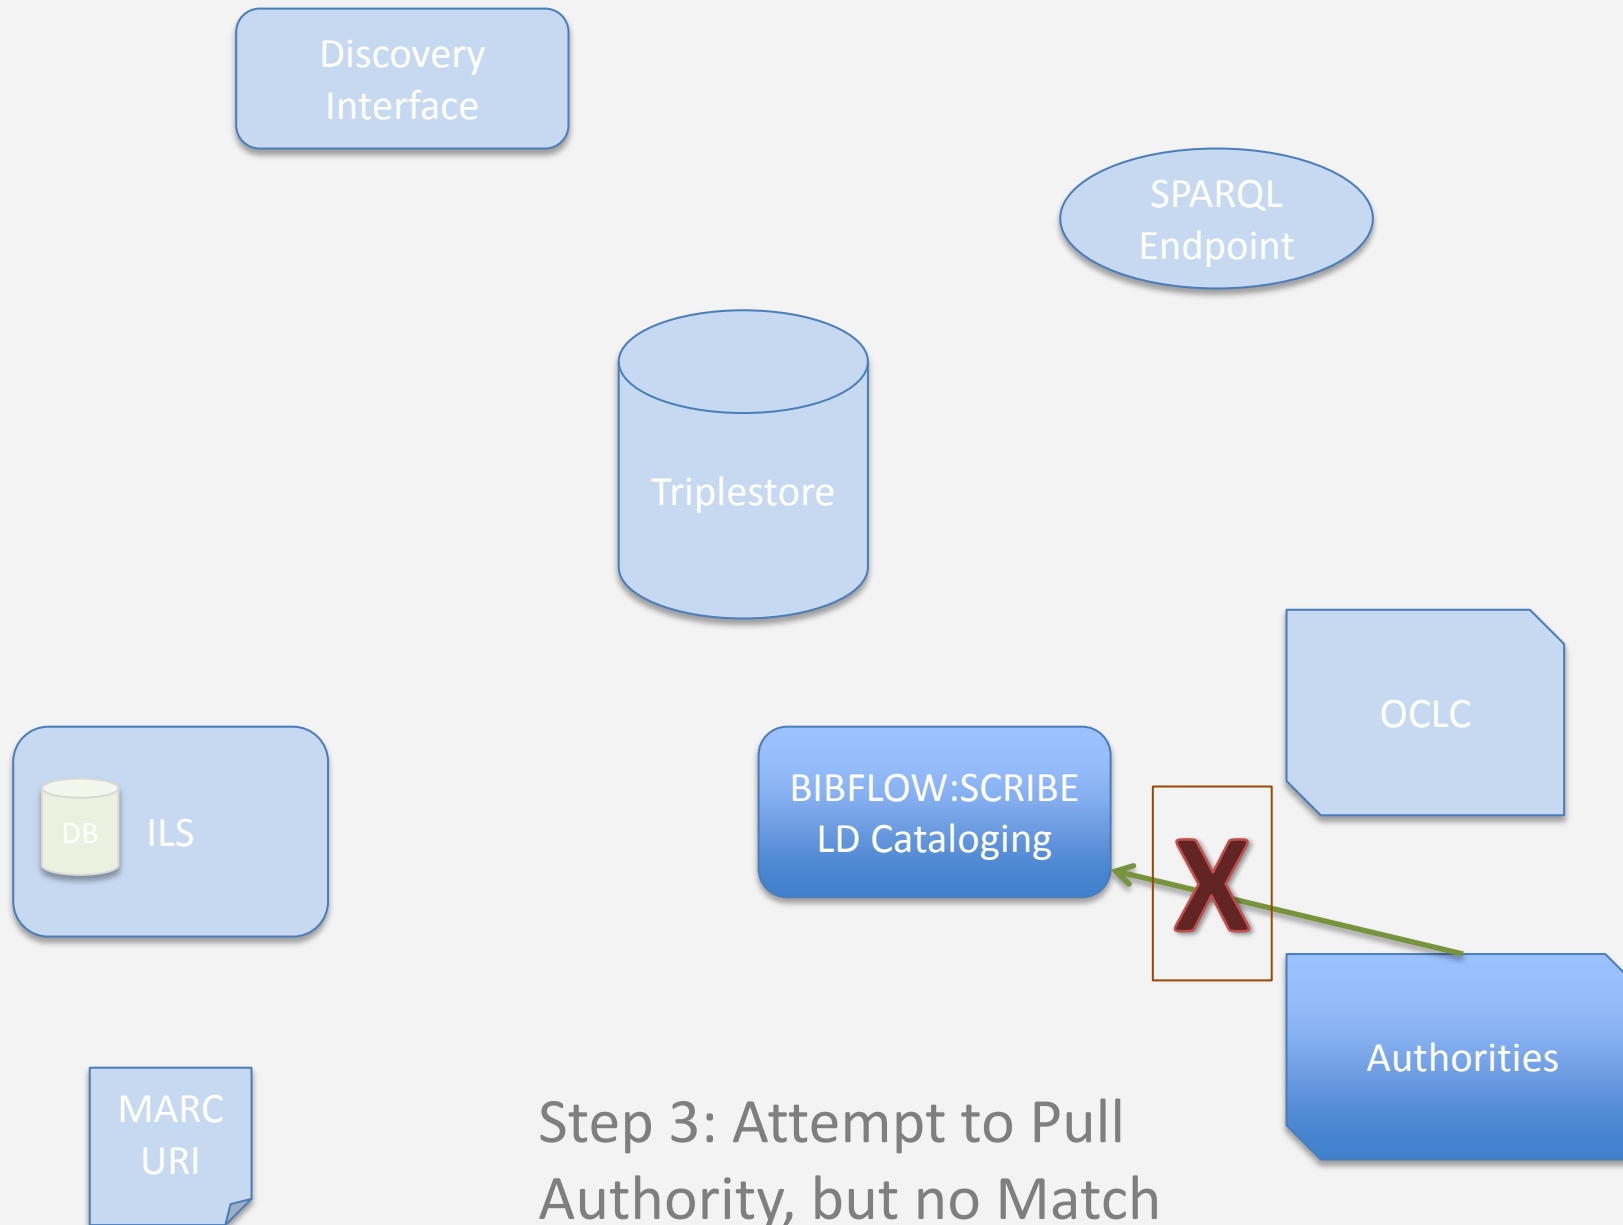 Discovery
Interface
SPARQL
Endpoint
Triplestore
OCLC
BIBFLOW:SCRIBE
LD Cataloging
DB
ILS
X
Authorities
MARC
URI
Step 3: Attempt to Pull
Authority, but no Match